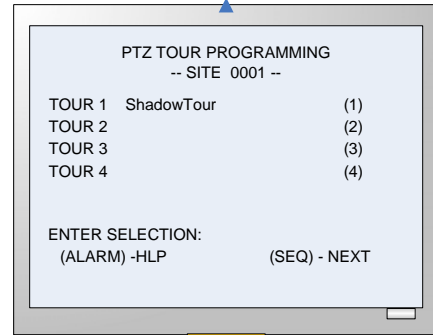 PTZ TOUR PROGRAMMING
-- SITE 0001 --
TOUR 1 ShadowTour (1)
TOUR 2 (2)
TOUR 3 (3)
TOUR 4 (4)
ENTER SELECTION:
(ALARM) -HLP (SEQ) - NEXT